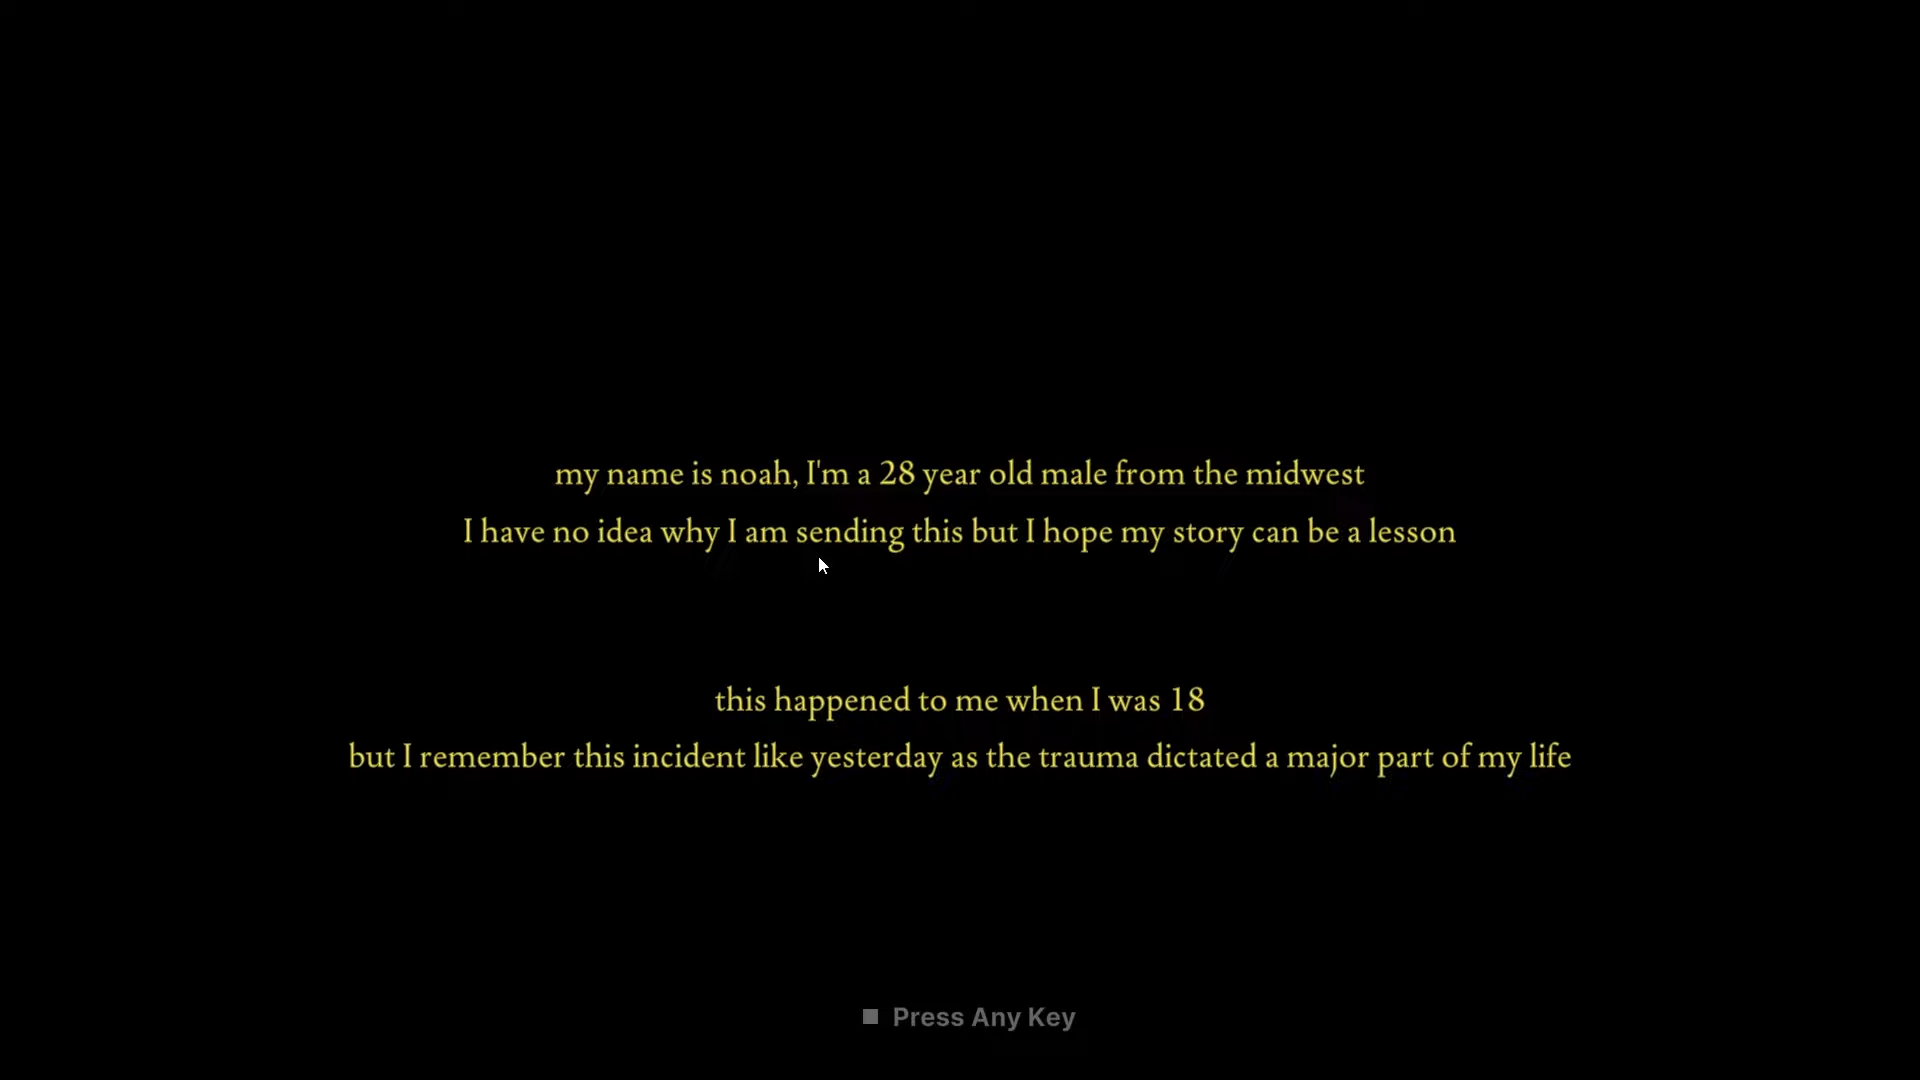 my name is noah, I'm a 28 year old male from the midwest
I have no idea why I am sending this but I hope my story can be a lesson
this happened to me when I was 18
but I remember this incident like yesterday as the trauma dictated a major part of my life
Press Any Key